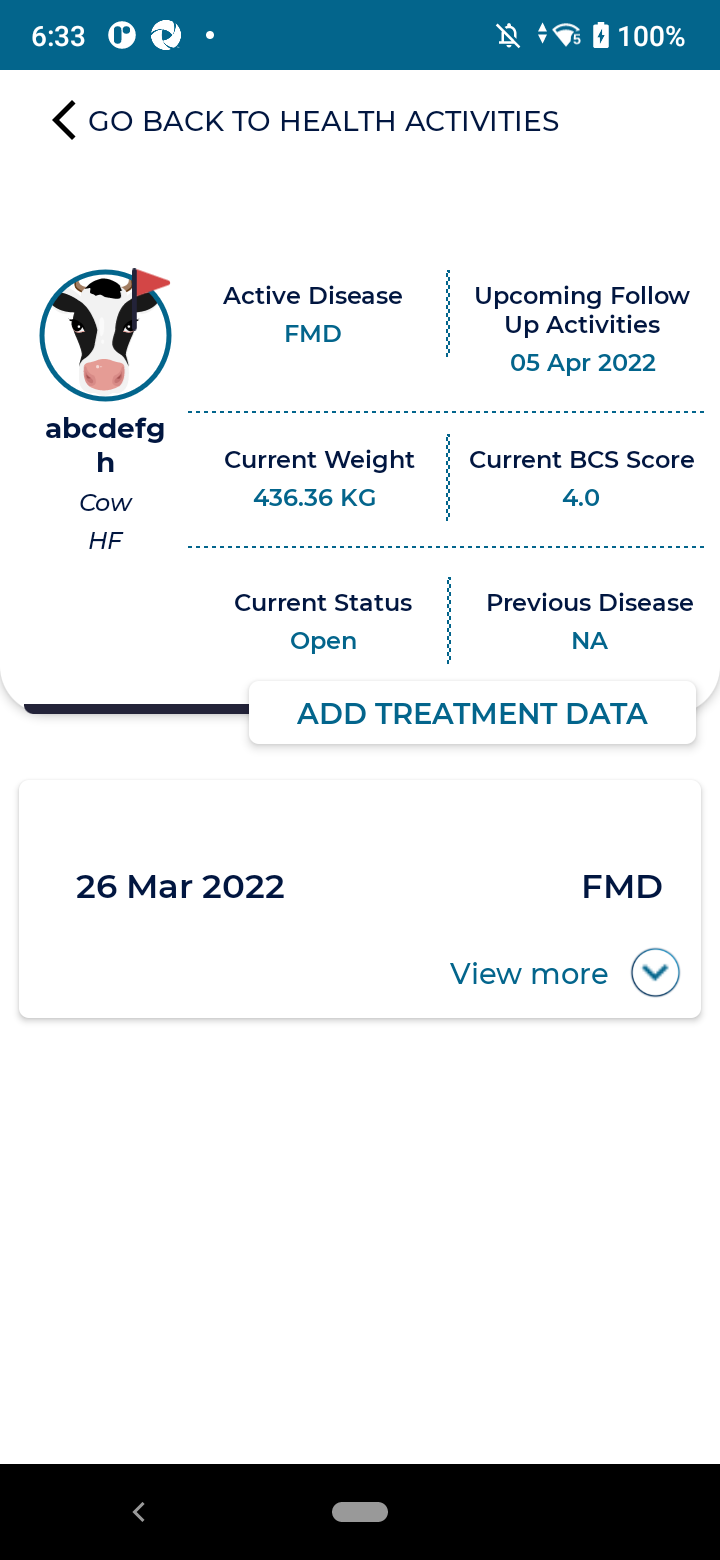 6:33
100%
GO BACK TO HEALTH ACTIVITIES
abcdefg
h
Cow
HF
Active Disease
FMD
Upcoming Follow
Up Activities
05 Apr 2022
Current Weight
436.36 KG
Current BCS Score
4.0
Current Status
Open
Previous Disease
NA
ADD TREATMENT DATA
26 Mar 2022
FMD
View more